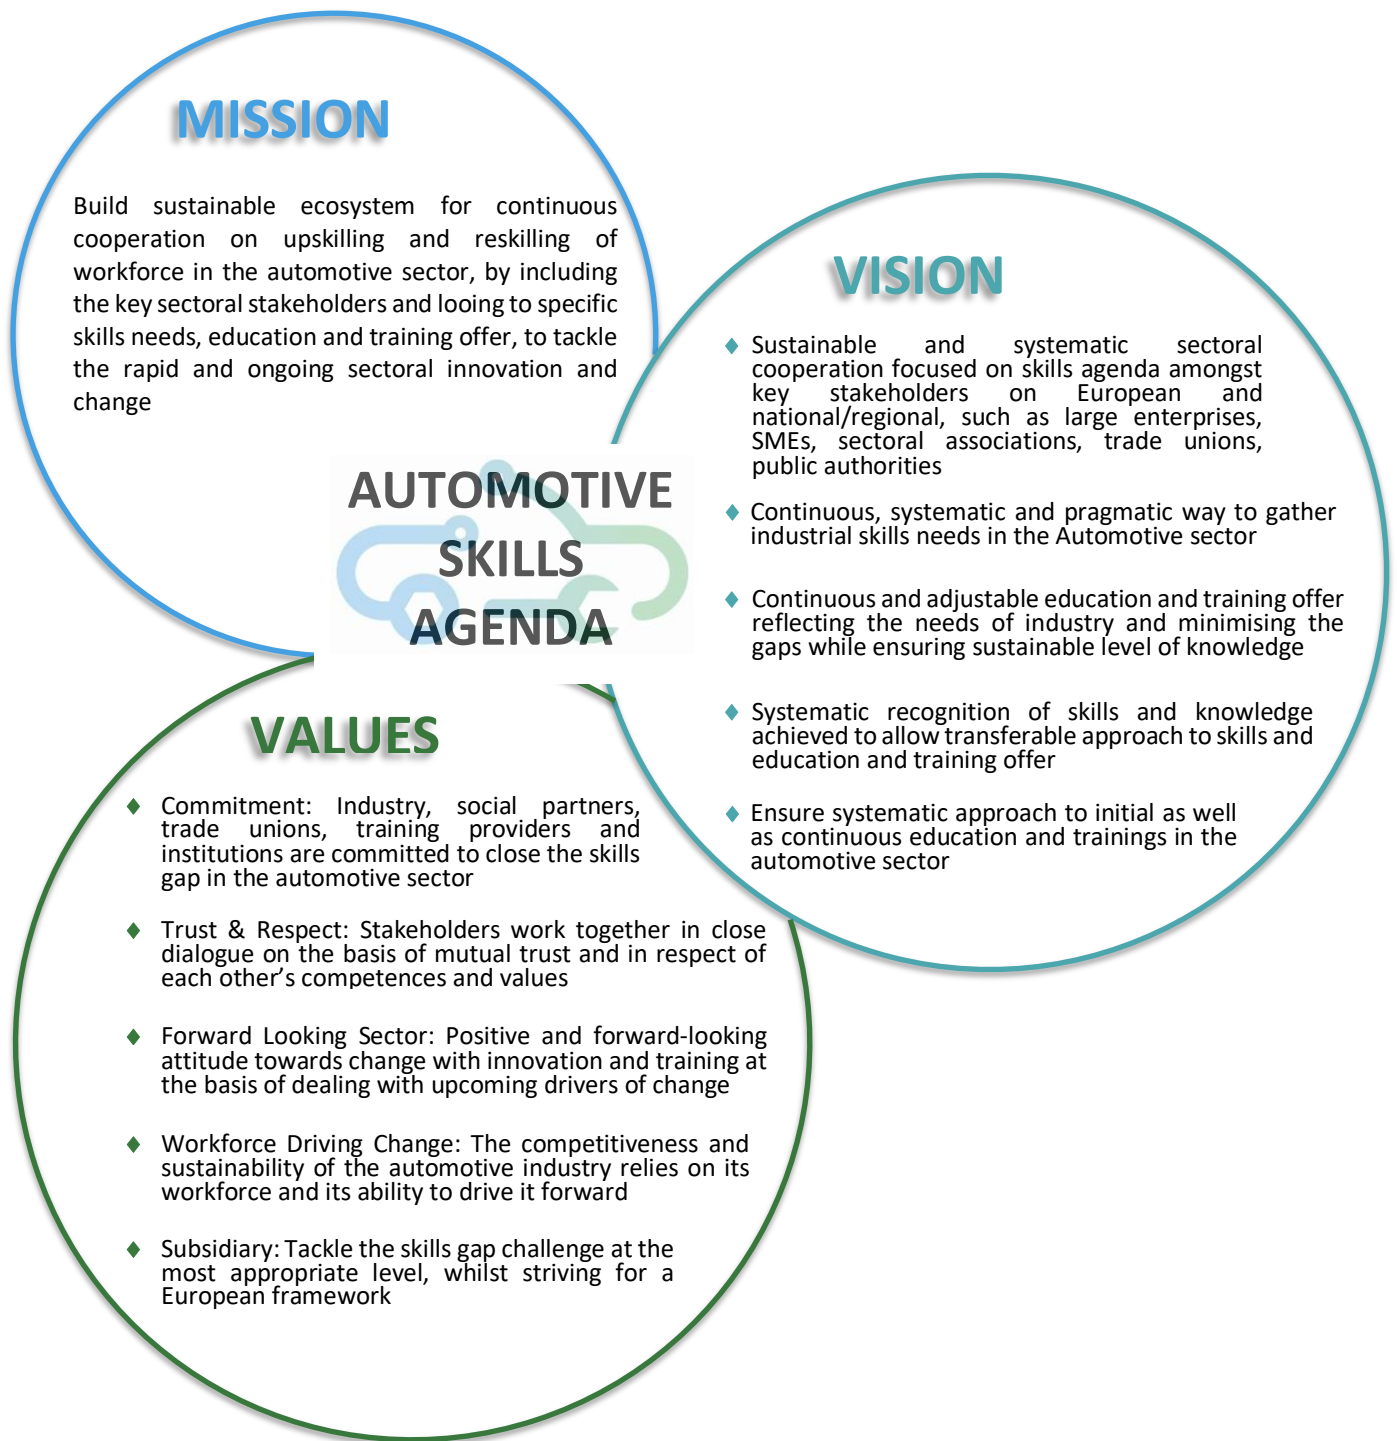 MISSION
Build sustainable ecosystem for continuous
cooperation on upskilling and reskilling of
workforce in the automotive sector, by including
the key sectoral stakeholders and looing to specific
skills needs, education and training offer, to tackle
the rapid and ongoing sectoral innovation and
change
VISION
♦ Sustainable and systematic sectoral
cooperation focused on skills agenda amongst
key stakeholders on European and
national/regional, such as large enterprises,
SMEs, sectoral associations, trade unions,
public authorities
♦ Continuous, systematic and pragmatic way to gather
industrial skills needs in the Automotive sector
♦ Continuous and adjustable education and training offer
reflecting the needs of industry and minimising the
gaps while ensuring sustainable level of knowledge
♦ Systematic recognition of skills and knowledge
achieved to allow transferable approach to skills and
education and training offer
♦ Ensure systematic approach to initial as well
as continuous education and trainings in the
automotive sector
AUTOMOTIVE
SKILLS
AGENDA
VALUES
♦ Commitment: Industry, social partners,
trade unions, training providers and
institutions are committed to close the skills
gap in the automotive sector
♦ Trust & Respect: Stakeholders work together in close
dialogue on the basis of mutual trust and in respect of
each other’s competences and values
♦ Forward Looking Sector: Positive and forward-looking
attitude towards change with innovation and training at
the basis of dealing with upcoming drivers of change
♦ Workforce Driving Change: The competitiveness and
sustainability of the automotive industry relies on its
workforce and its ability to drive it forward
♦ Subsidiary: Tackle the skills gap challenge at the
most appropriate level, whilst striving for a
European framework